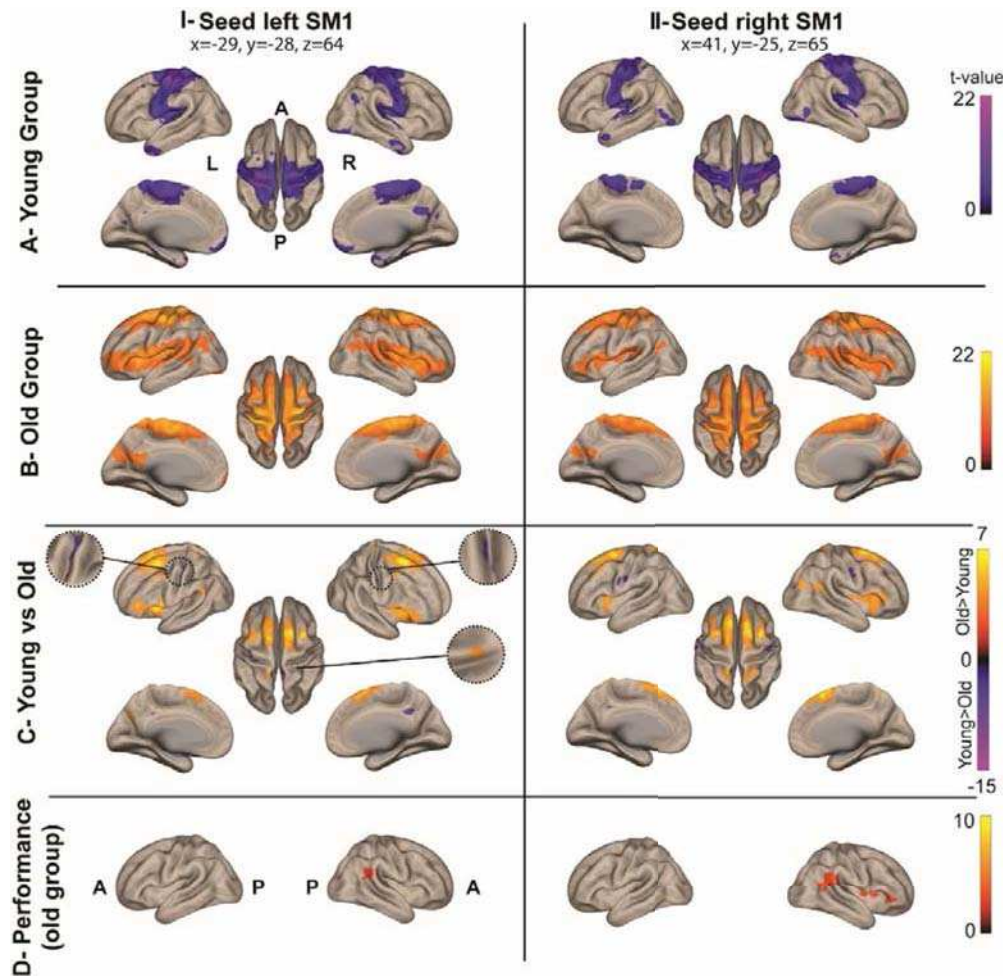 I-Seed left SM1
x=-29, y=-28, z=64
II-Seed right SM1
x=41, y=-25, z=65
A- Young Group
A
L
R
P
t-value
22
0
B- Old Group
22
0
C- Young vs Old
7
Old>Young
0
Young>Old
-15
D- Performance
(old group)
A
P
P
A
10
0